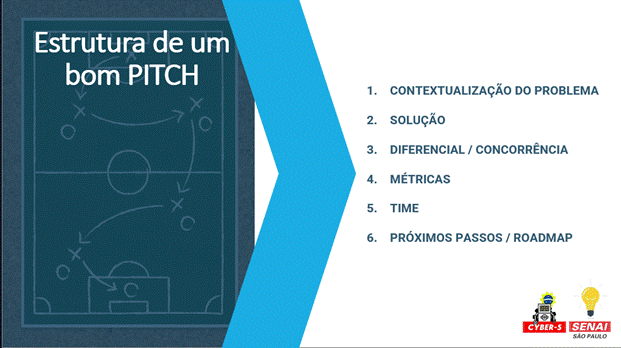 Estrutura de um
bom PITCH
1. CONTEXTUALIZAÇÃO DO PROBLEMA
2. SOLUÇÃO
3. DIFERENCIAL / CONCORRÊNCIA
4. MÉTRICAS
5. TIME
6. PRÓXIMOS PASSOS / ROADMAP
CYBER-S
SENAI
SÃO PAULO